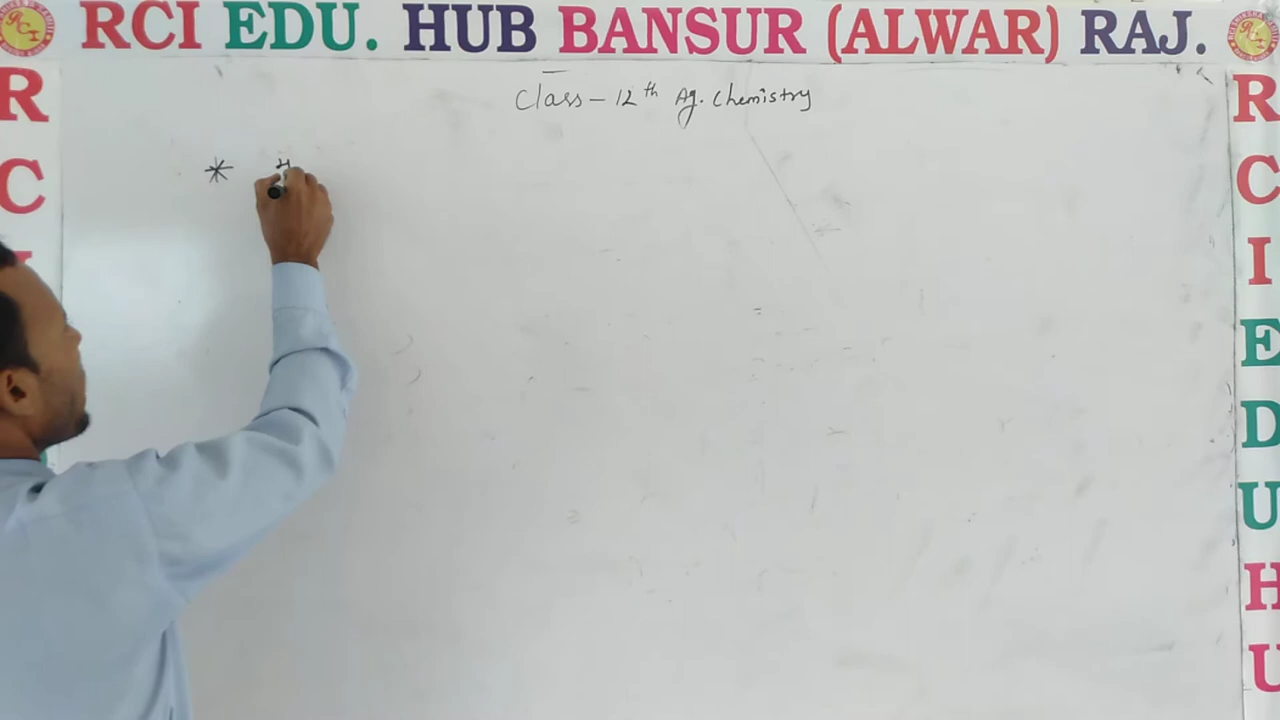 RCI EDU. HUB BANSUR (ALWAR) RAJ.
Class - 12th Ag. Chemistry
*
R
C
I
R
C
I
E
D
U
H
U